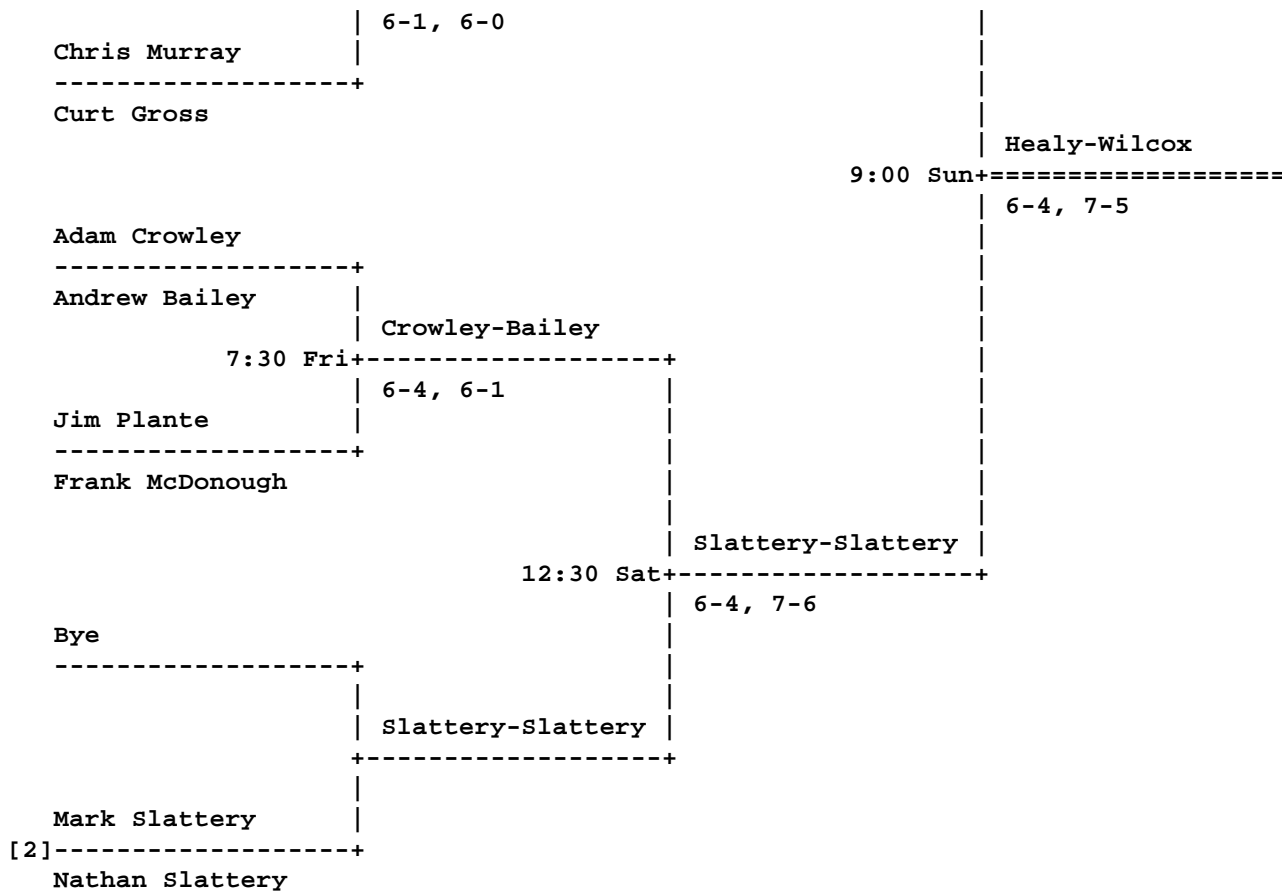 6-1, 6-0
Chris Murray
Curt Gross
Healy-Wilcox
9:00 Sun
6-4, 7-5
Adam Crowley
Andrew Bailey
Crowley-Bailey
7:30 Fri
6-4, 6-1
Jim Plante
Frank McDonough
Slattery-Slattery
12:30 Sat
6-4, 7-6
Bye
Slattery-Slattery
Mark Slattery
[2]
Nathan Slattery